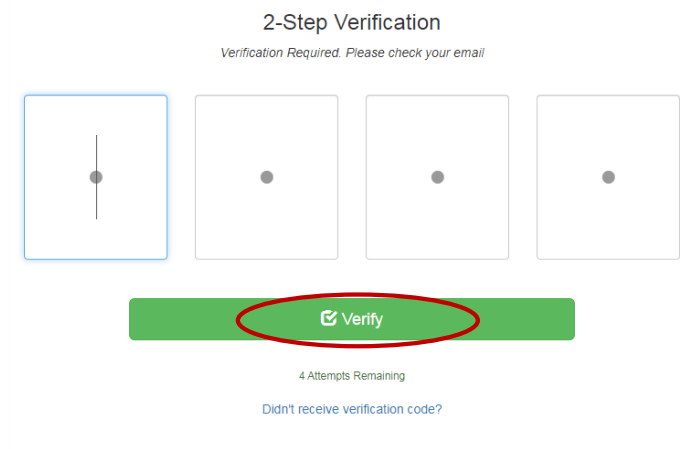 2-Step Verification
Verification Required. Please check your email
Verify
4 Attempts Remaining
Didn't receive verification code?